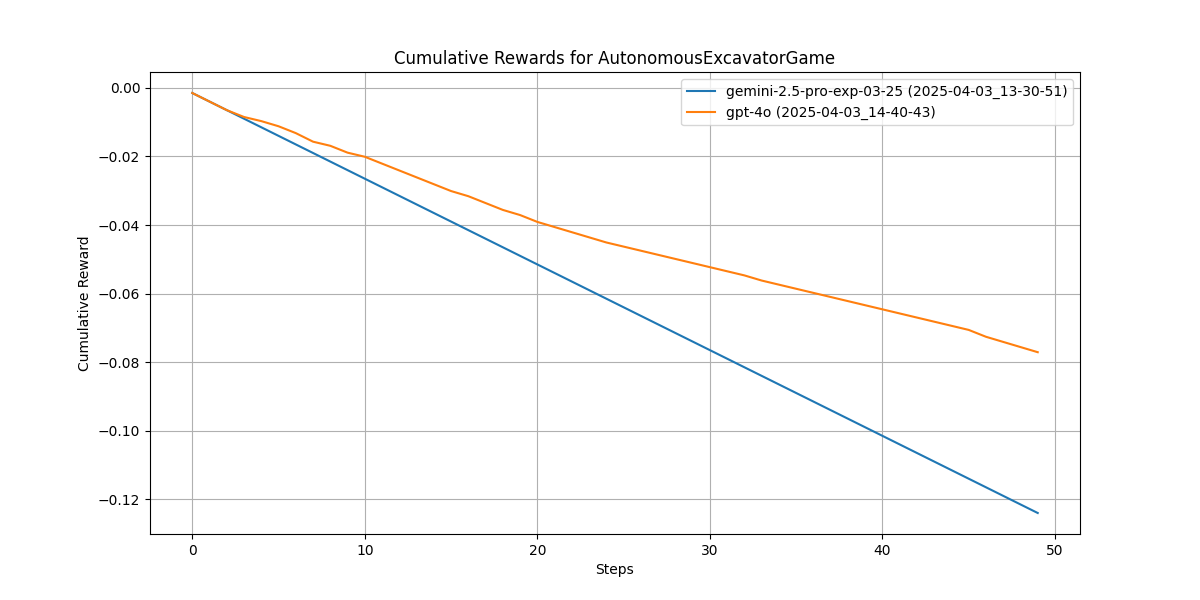 Cumulative Rewards for AutonomousExcavatorGame
gemini-2.5-pro-exp-03-25 (2025-04-03_13-30-51)
gpt-4o (2025-04-03_14-40-43)
Cumulative Reward
0.00
−0.02
−0.04
−0.06
−0.08
−0.10
−0.12
0 10 20 30 40 50
Steps